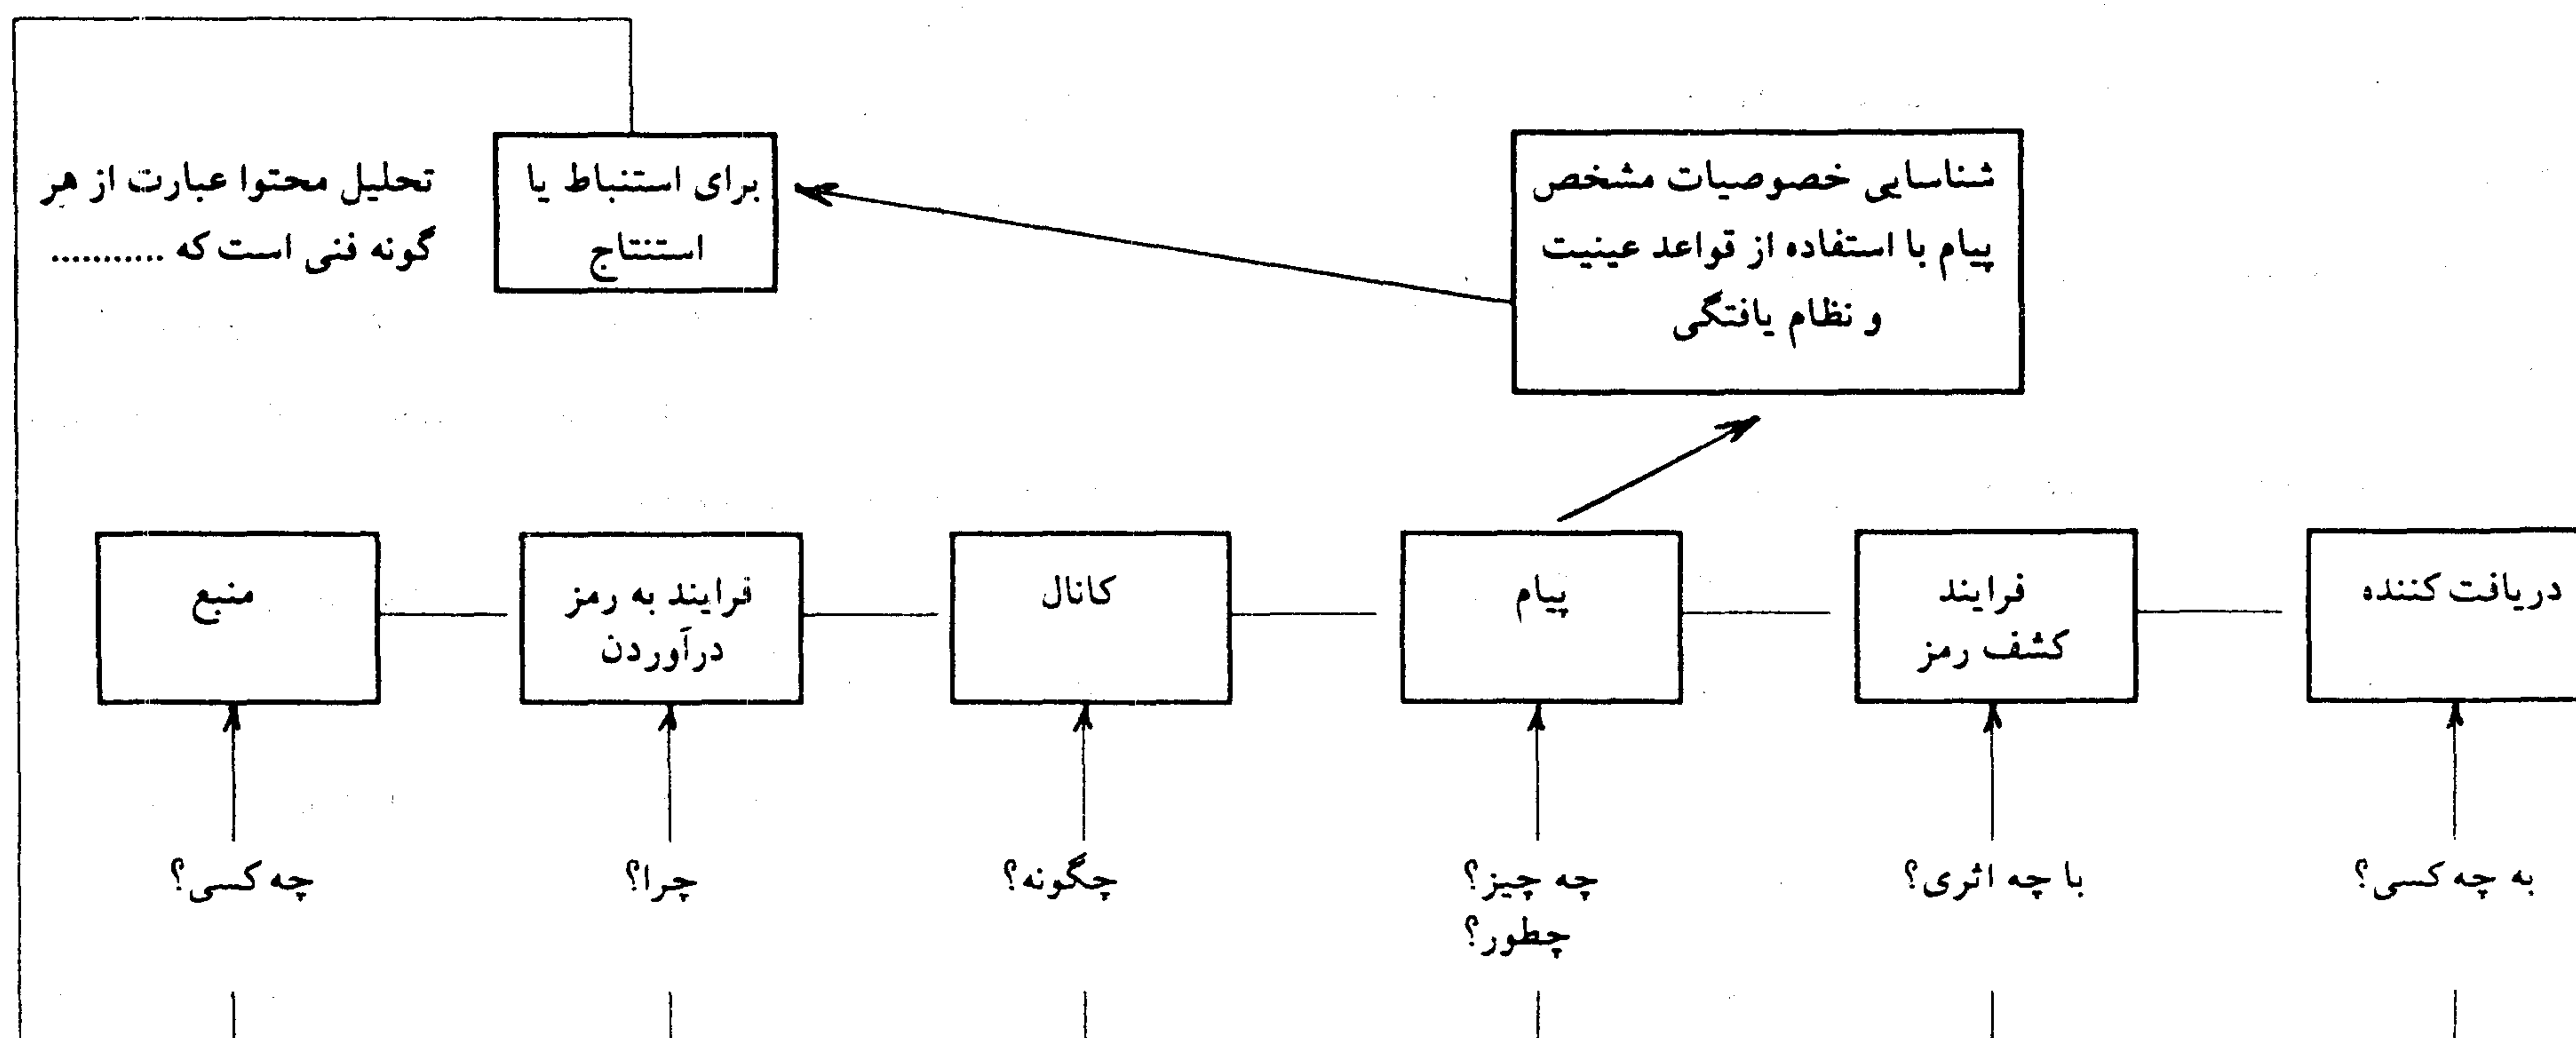 تحلیل محتوا عبارت از هر
گونه فنی است که ...........
برای استنباط یا
استنتاج
شناسایی خصوصیات مشخص
پیام با استفاده از قواعد عینیت
و نظام یافتگی
منبع
فرایند به رمز
درآوردن
کانال
پیام
فرایند
کشف رمز
دریافت کننده
چه کسی؟
چرا؟
چگونه؟
چه چیز؟
چطور؟
با چه اثری؟
به چه کسی؟